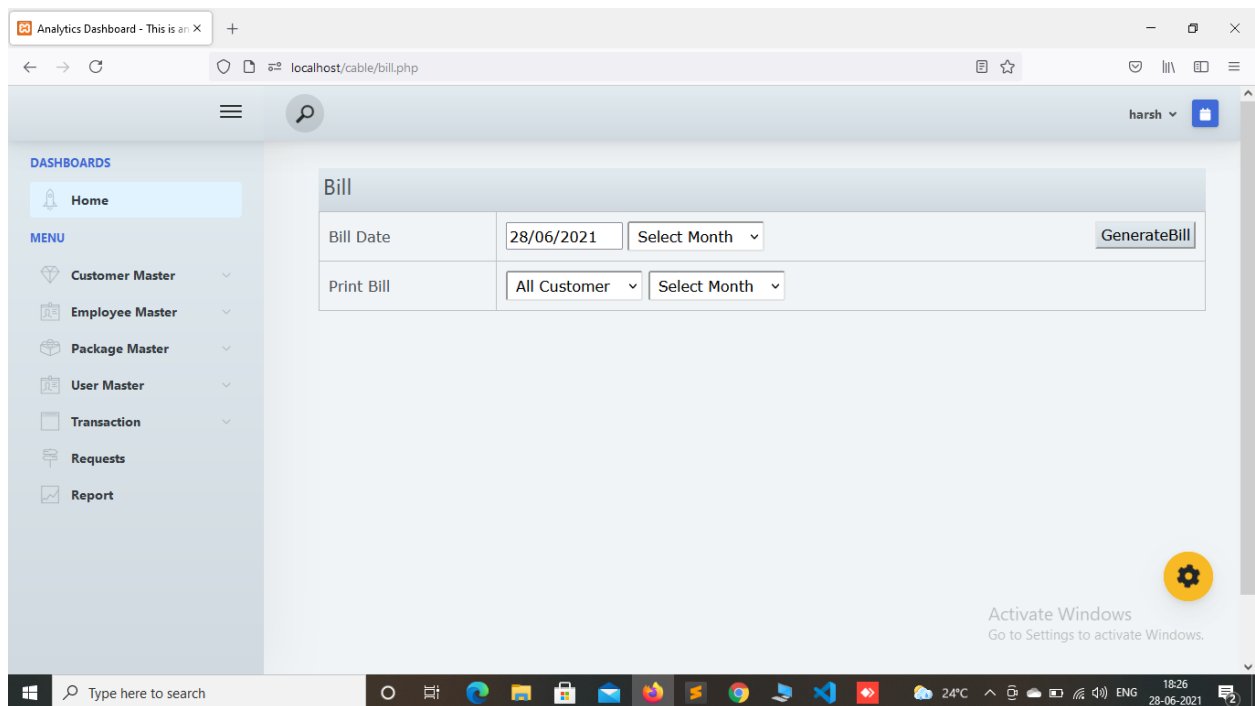 Analytics Dashboard - This is an
localhost/cable/bill.php
harsh
DASHBOARDS
Home
MENU
Customer Master
Employee Master
Package Master
User Master
Transaction
Requests
Report
Bill
Bill Date 28/06/2021 Select Month GenerateBill
Print Bill All Customer Select Month
Activate Windows
Go to Settings to activate Windows.
Type here to search
24°C ENG
18:26
28-06-2021
2